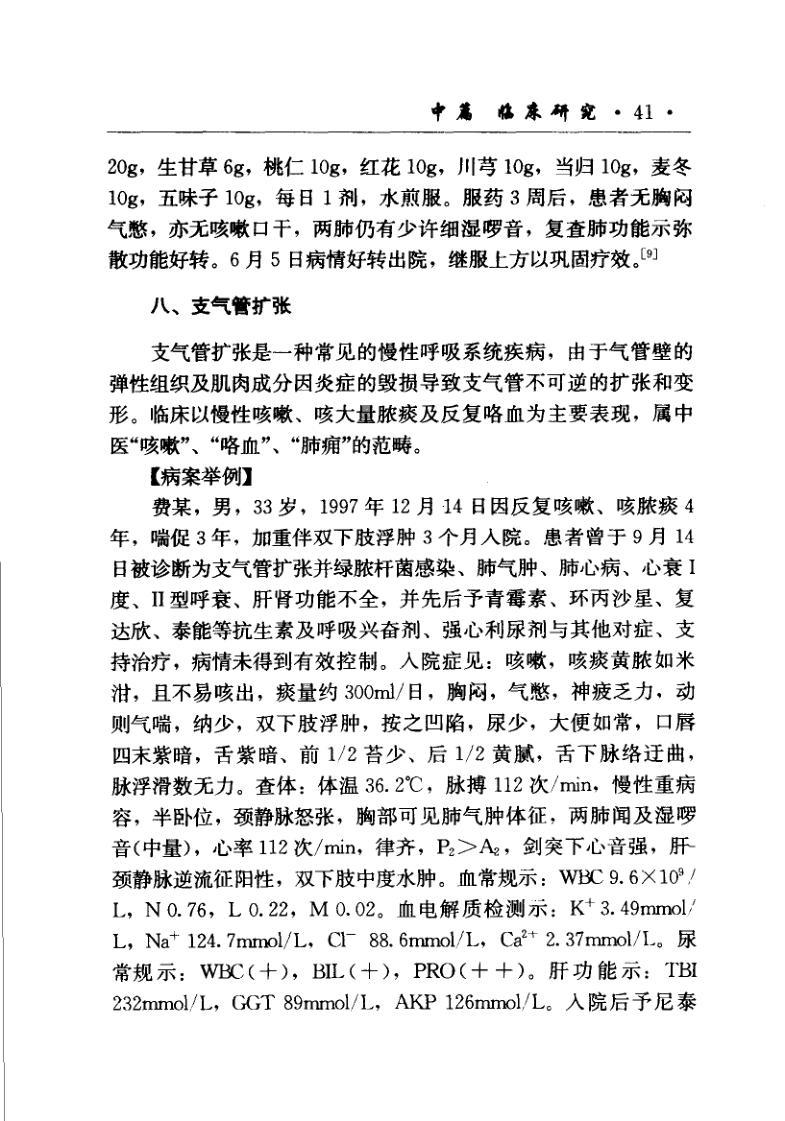 中篇 临床研究 · 41 ·
20g，生甘草 6g，桃仁 10g，红花 10g，川芎 10g，当归 10g，麦冬
10g，五味子 10g，每日 1 剂，水煎服。服药 3 周后，患者无胸闷
气憋，亦无咳嗽口干，两肺仍有少许细湿啰音，复查肺功能示弥
散功能好转。6 月 5 日病情好转出院，继服上方以巩固疗效。[9]
八、支气管扩张
支气管扩张是一种常见的慢性呼吸系统疾病，由于气管壁的
弹性组织及肌肉成分因炎症的毁损导致支气管不可逆的扩张和变
形。临床以慢性咳嗽、咳大量脓痰及反复咯血为主要表现，属中
医“咳嗽”、“咯血”、“肺痈”的范畴。
【病案举例】
费某，男，33 岁，1997 年 12 月 14 日因反复咳嗽、咳脓痰 4
年，喘促 3 年，加重伴双下肢浮肿 3 个月入院。患者曾于 9 月 14
日被诊断为支气管扩张并绿脓杆菌感染、肺气肿、肺心病、心衰 I
度、II 型呼衰、肝肾功能不全，并先后予青霉素、环丙沙星、复
达欣、泰能等抗生素及呼吸兴奋剂、强心利尿剂与其他对症、支
持治疗，病情未得到有效控制。入院症见：咳嗽，咳痰黄脓如米
泔，且不易咳出，痰量约 300ml/日，胸闷，气憋，神疲乏力，动
则气喘，纳少，双下肢浮肿，按之凹陷，尿少，大便如常，口唇
四末紫暗，舌紫暗、前 1/2 苔少、后 1/2 黄腻，舌下脉络迂曲，
脉浮滑数无力。查体：体温 36.2℃，脉搏 112 次/min，慢性重病
容，半卧位，颈静脉怒张，胸部可见肺气肿体征，两肺闻及湿啰
音(中量)，心率 112 次/min，律齐，P₂＞A₂，剑突下心音强，肝-
颈静脉逆流征阳性，双下肢中度水肿。血常规示：WBC 9.6×10⁹/
L，N 0.76，L 0.22，M 0.02。血电解质检测示：K⁺ 3.49mmol/
L，Na⁺ 124.7mmol/L，Cl⁻ 88.6mmol/L，Ca²⁺ 2.37mmol/L。尿
常规示：WBC(＋)，BIL(＋)，PRO(＋＋)。肝功能示：TBI
232mmol/L，GGT 89mmol/L，AKP 126mmol/L。入院后予尼泰